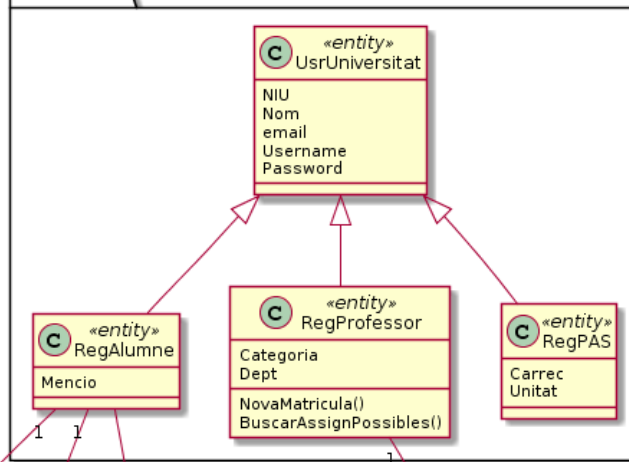 C
«entity»
UsrUniversitat
NIU
Nom
email
Username
Password
C
«entity»
RegAlumne
Mencio
C
«entity»
RegProfessor
Categoria
Dept
NovaMatricula()
BuscarAssignPossibles()
C
«entity»
RegPAS
Carrec
Unitat
1
1
1